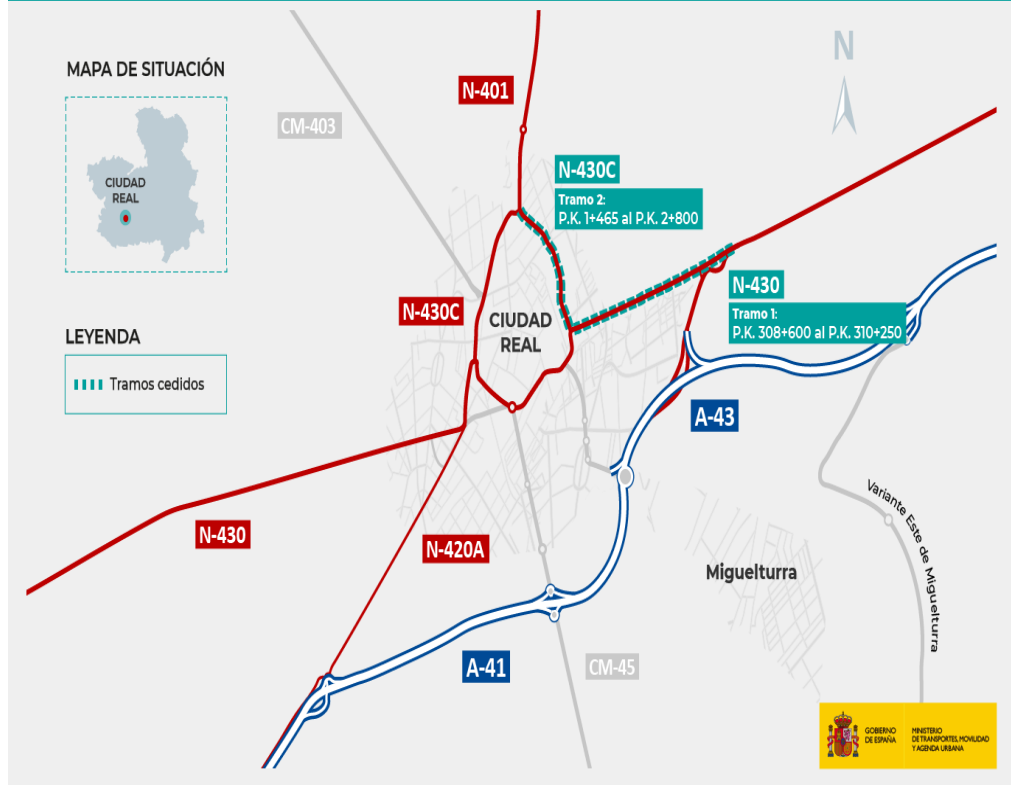 MAPA DE SITUACIÓN
CIUDAD
REAL
LEYENDA
Tramos cedidos
CM-403
N-401
N
N-430C
Tramo 2:
P.K. 1+465 al P.K. 2+800
N-430C
CIUDAD
REAL
N-430
Tramo 1:
P.K. 308+600 al P.K. 310+250
A-43
N-430
N-420A
Miguelturra
Variante Este de Miguelturra
A-41
CM-45
GOBIERNO
DE ESPAÑA
MINISTERIO
DE TRANSPORTES, MOVILIDAD
Y AGENDA URBANA